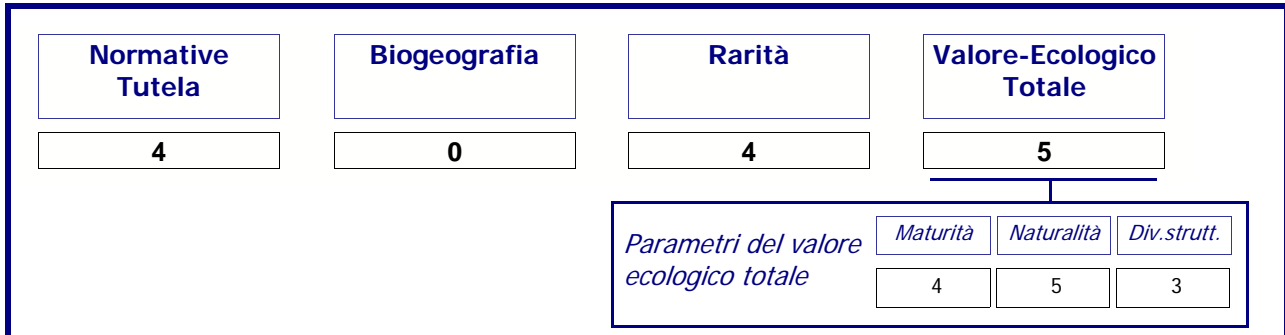 Normative Tutela
Biogeografia
Rarità
Valore-Ecologico Totale
4
0
4
5
Parametri del valore ecologico totale
Maturità
Naturalità
Div.strutt.
4
5
3